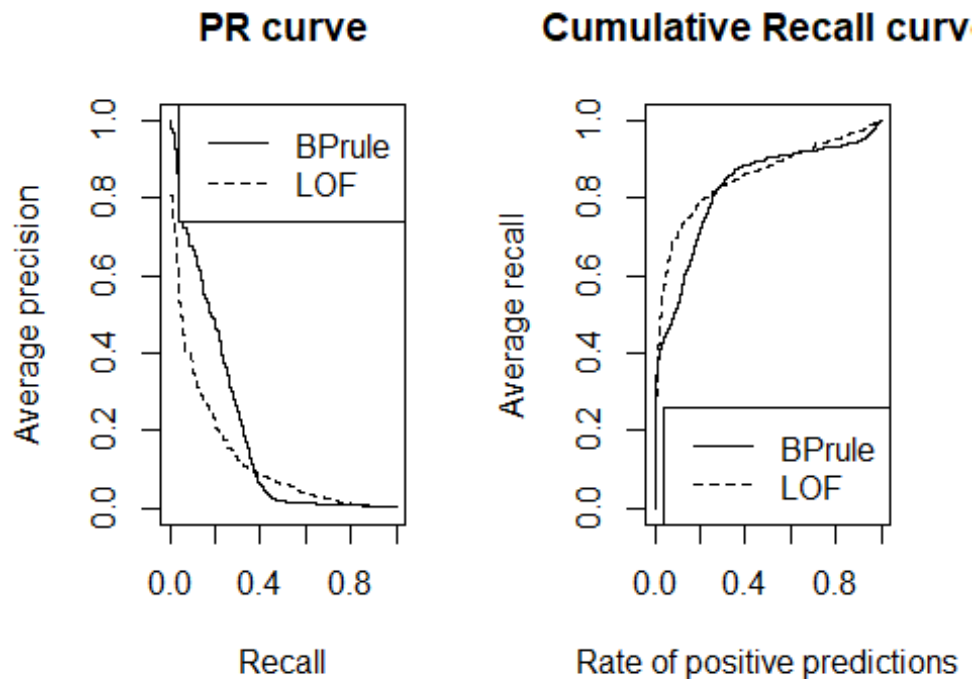 PR curve
Average precision
0.0 0.2 0.4 0.6 0.8 1.0
BPrule
LOF
0.0 0.4 0.8
Recall
Cumulative Recall curv
Average recall
0.0 0.2 0.4 0.6 0.8 1.0
BPrule
LOF
0.0 0.4 0.8
Rate of positive predictions